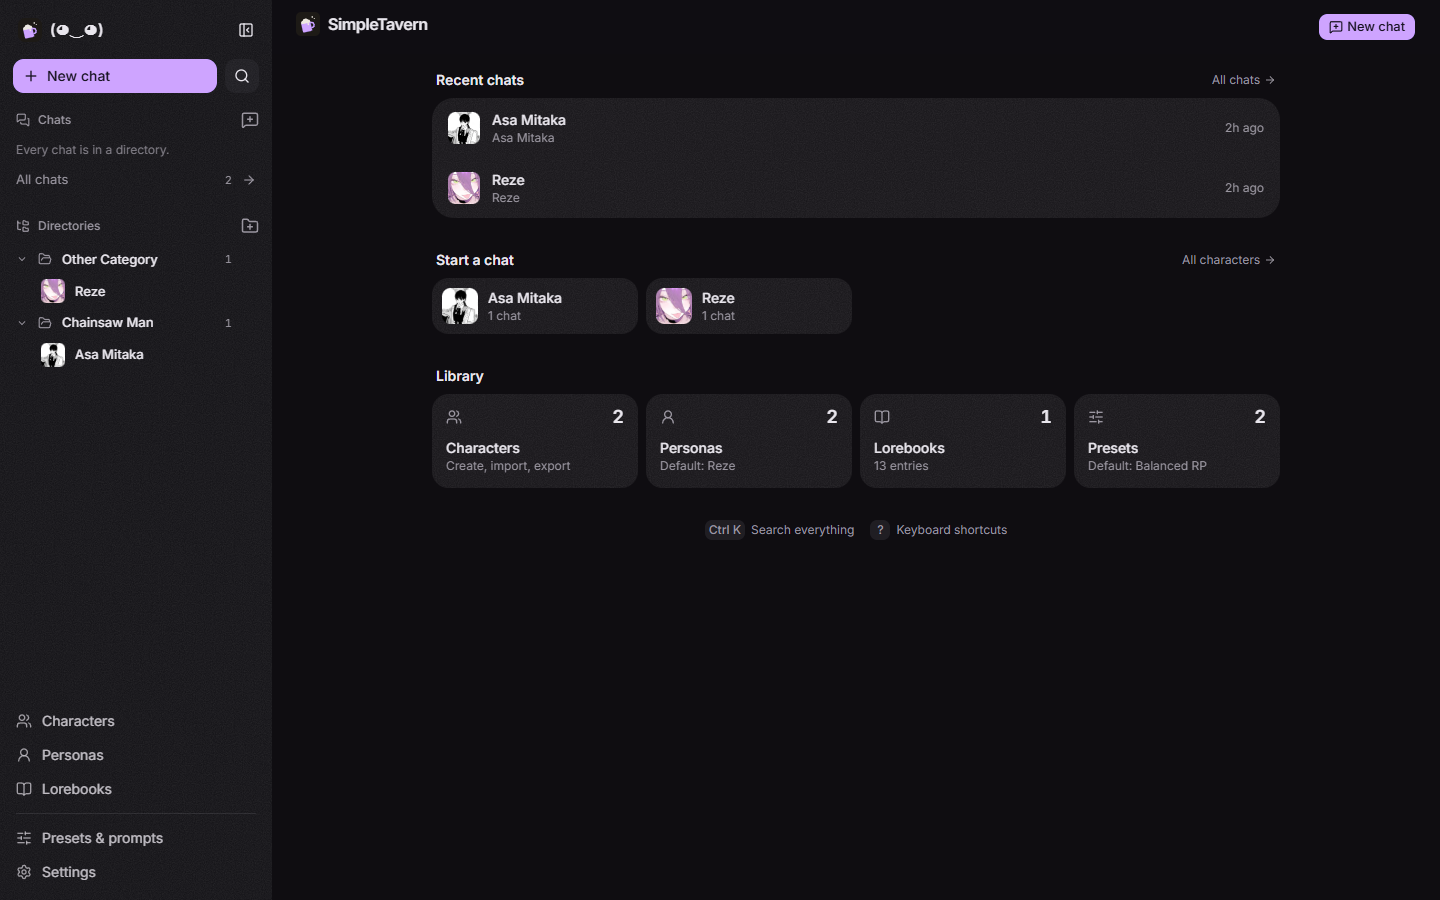 (◕‿◕)
New chat
Chats
Every chat is in a directory.
All chats 2
Directories
Other Category 1
Reze
Chainsaw Man 1
Asa Mitaka
Characters
Personas
Lorebooks
Presets & prompts
Settings
SimpleTavern
New chat
Recent chats
All chats →
Asa Mitaka
Asa Mitaka
2h ago
Reze
Reze
2h ago
Start a chat
All characters →
Asa Mitaka
1 chat
Reze
1 chat
Library
2
Characters
Create, import, export
2
Personas
Default: Reze
1
Lorebooks
13 entries
2
Presets
Default: Balanced RP
Ctrl K Search everything
? Keyboard shortcuts